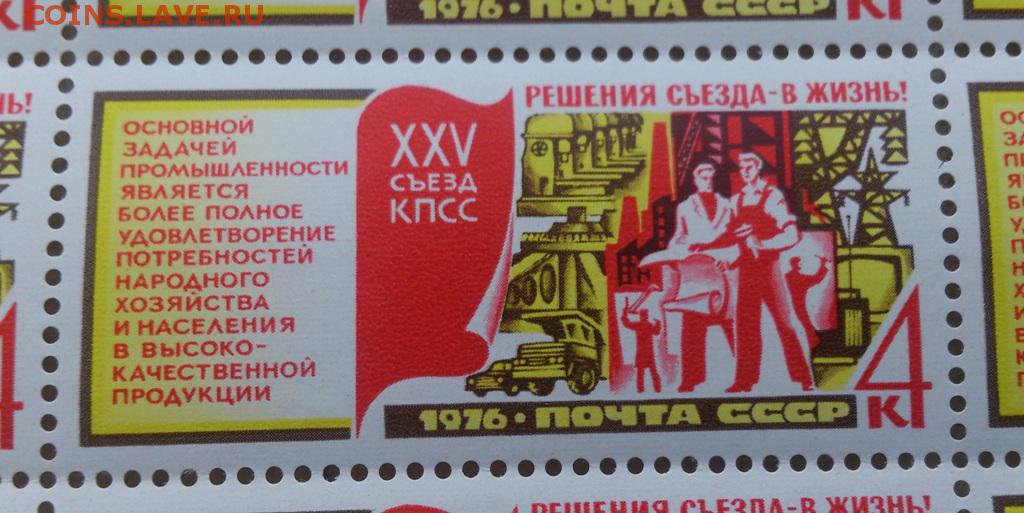 COINS.LAVE.РУ
1976 · ПОЧТА СССР
РЕШЕНИЯ СЪЕЗДА - В ЖИЗНЬ!
ОСНОВНОЙ
ЗАДАЧЕЙ
ПРОМЫШЛЕННОСТИ
ЯВЛЯЕТСЯ
БОЛЕЕ ПОЛНОЕ
УДОВЛЕТВОРЕНИЕ
ПОТРЕБНОСТЕЙ
НАРОДНОГО
ХОЗЯЙСТВА
И НАСЕЛЕНИЯ
В ВЫСОКО-
КАЧЕСТВЕННОЙ
ПРОДУКЦИИ
XXV
СЪЕЗД
КПСС
4
К
1976 · ПОЧТА СССР
РЕШЕНИЯ СЪЕЗДА - В ЖИЗНЬ!